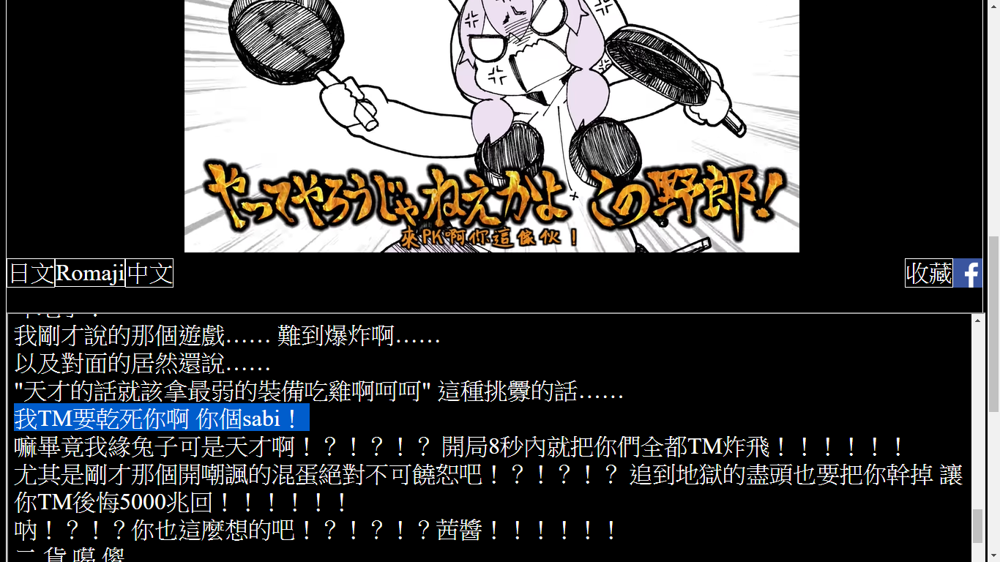 やってやろうじゃねえかよ この野郎!
來PK啊你這傢伙！
日文 Romaji 中文 收藏 f
我剛才說的那個遊戲…… 難到爆炸啊……
以及對面的居然還說……
"天才的話就該拿最弱的裝備吃雞啊呵呵" 這種挑釁的話……
我TM要乾死你啊 你個sabi！
嘛畢竟我緣兔子可是天才啊！？！？！？ 開局8秒內就把你們全都TM炸飛！！！！！！
尤其是剛才那個開嘲諷的混蛋絕對不可饒恕吧！？！？！？ 追到地獄的盡頭也要把你幹掉 讓
你TM後悔5000兆回！！！！！！
吶！？！？你也這麼想的吧！？！？！？茜醬！！！！！！